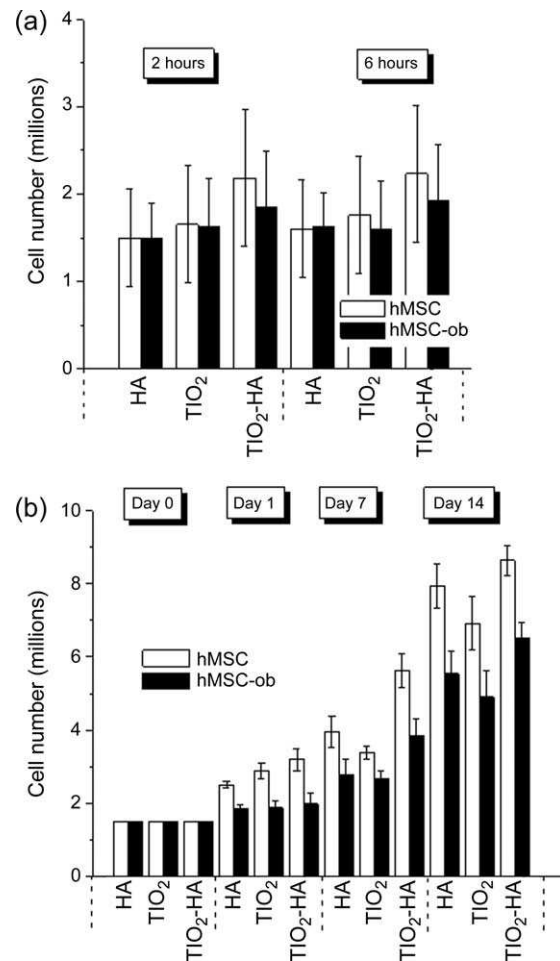 (a)
4
3
2
1
0
Cell number (millions)
2 hours
6 hours
hMSC
hMSC-ob
HA
TIO₂
TIO₂-HA
HA
TIO₂
TIO₂-HA
(b)
Day 0
Day 1
Day 7
Day 14
10
8
6
4
2
0
Cell number (millions)
hMSC
hMSC-ob
HA
TIO₂
TIO₂-HA
HA
TIO₂
TIO₂-HA
HA
TIO₂
TIO₂-HA
HA
TIO₂
TIO₂-HA